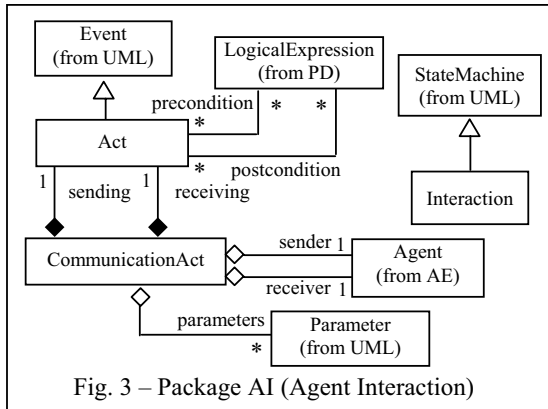 Event
(from UML)
LogicalExpression
(from PD)
StateMachine
(from UML)
precondition
*
*
*
Act
*
postcondition
1
sending
1
receiving
Interaction
CommunicationAct
sender
1
receiver
1
Agent
(from AE)
parameters
*
Parameter
(from UML)
Fig. 3 – Package AI (Agent Interaction)